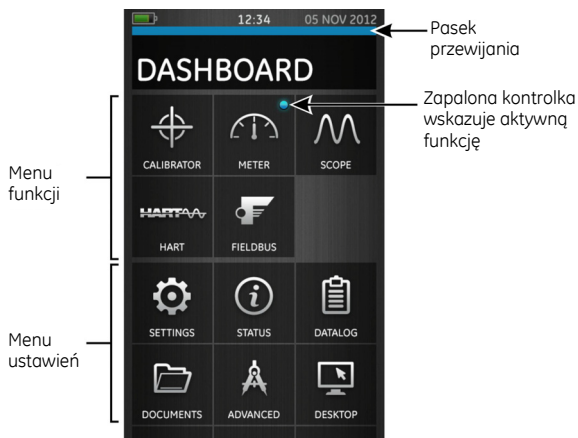 12:34 05 NOV 2012
Pasek
przewijania
DASHBOARD
Zapalona kontrolka
wskazuje aktywną
funkcję
Menu
funkcji
CALIBRATOR METER SCOPE
HART
HART FIELDBUS
Menu
ustawień
SETTINGS STATUS DATALOG
DOCUMENTS ADVANCED DESKTOP